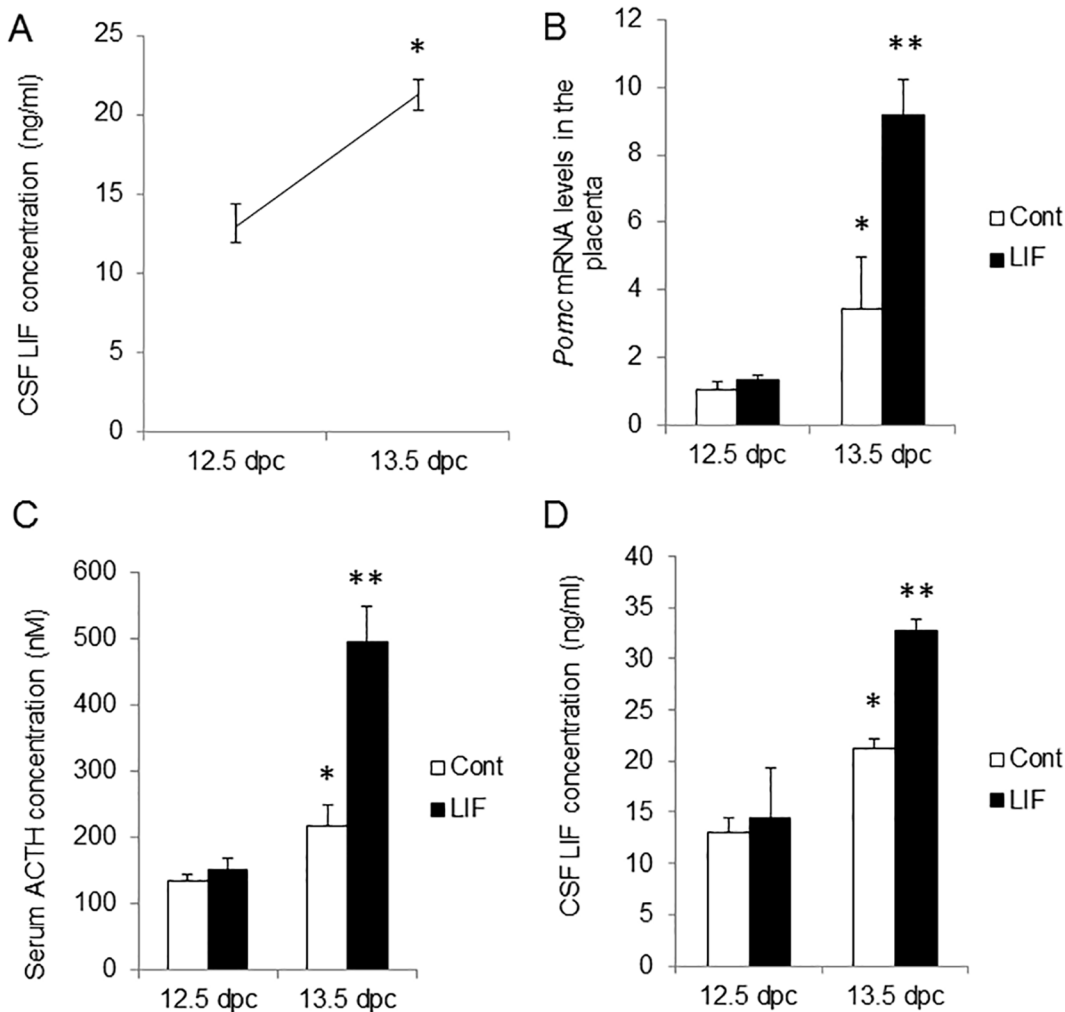 A
CSF LIF concentration (ng/ml)
25
20
15
10
5
0
*
12.5 dpc
13.5 dpc
B
Pomc mRNA levels in the
placenta
12
10
8
6
4
2
0
*
**
12.5 dpc
13.5 dpc
Cont
LIF
C
Serum ACTH concentration (nM)
600
500
400
300
200
100
0
*
**
12.5 dpc
13.5 dpc
Cont
LIF
D
CSF LIF concentration (ng/ml)
40
35
30
25
20
15
10
5
0
*
**
12.5 dpc
13.5 dpc
Cont
LIF